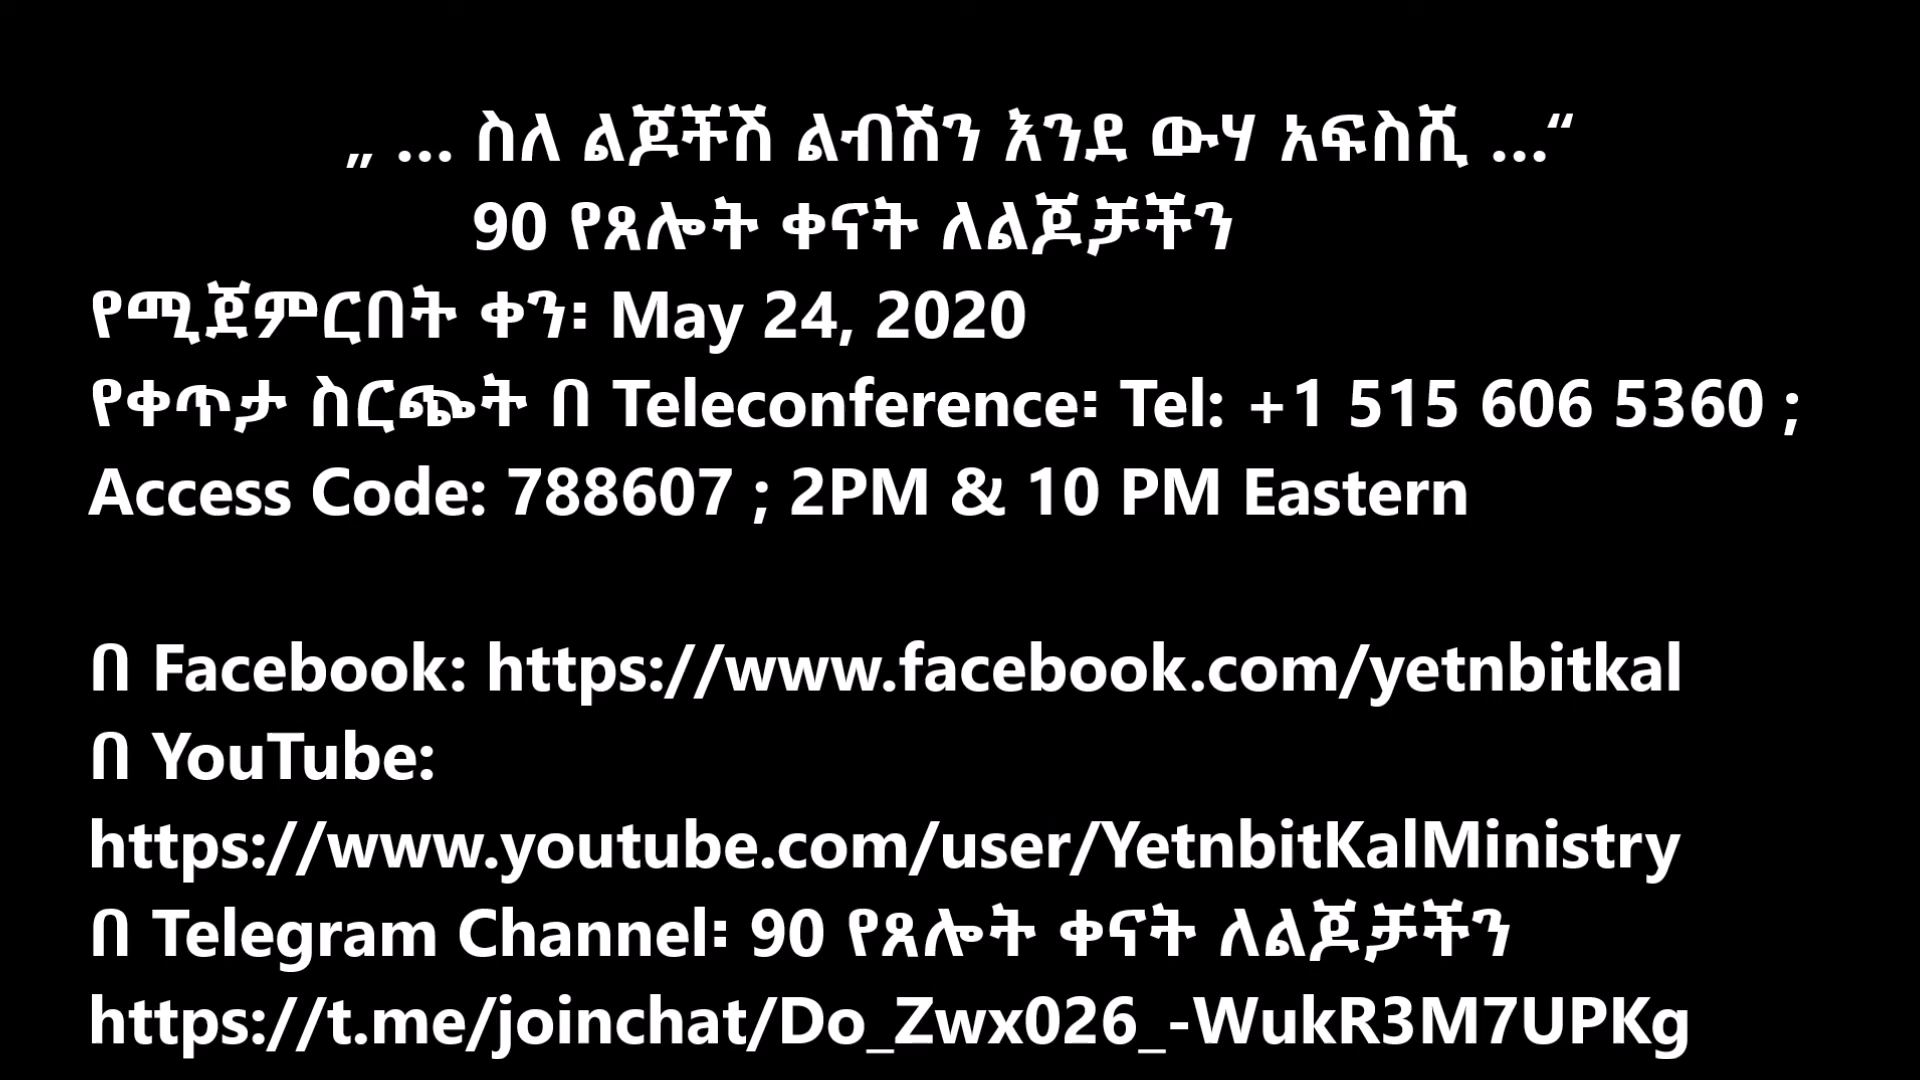 „ ... ስለ ልጆችሽ ልብሽን እንደ ውሃ አፍስሺ ...“
90 የጸሎት ቀናት ለልጆቻችን
የሚጀምርበት ቀን፡ May 24, 2020
የቀጥታ ስርጭት በ Teleconference፡ Tel: +1 515 606 5360 ;
Access Code: 788607 ; 2PM & 10 PM Eastern
በ Facebook: https://www.facebook.com/yetnbitkal
በ YouTube:
https://www.youtube.com/user/YetnbitKalMinistry
በ Telegram Channel፡ 90 የጸሎት ቀናት ለልጆቻችን
https://t.me/joinchat/Do_Zwx026_-WukR3M7UPKg